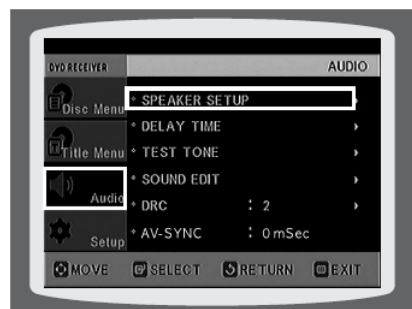 DVD RECEIVER AUDIO
Disc Menu
Title Menu
Audio
Setup
SPEAKER SETUP
DELAY TIME
TEST TONE
SOUND EDIT
DRC : 2
AV-SYNC : 0 mSec
MOVE SELECT RETURN EXIT